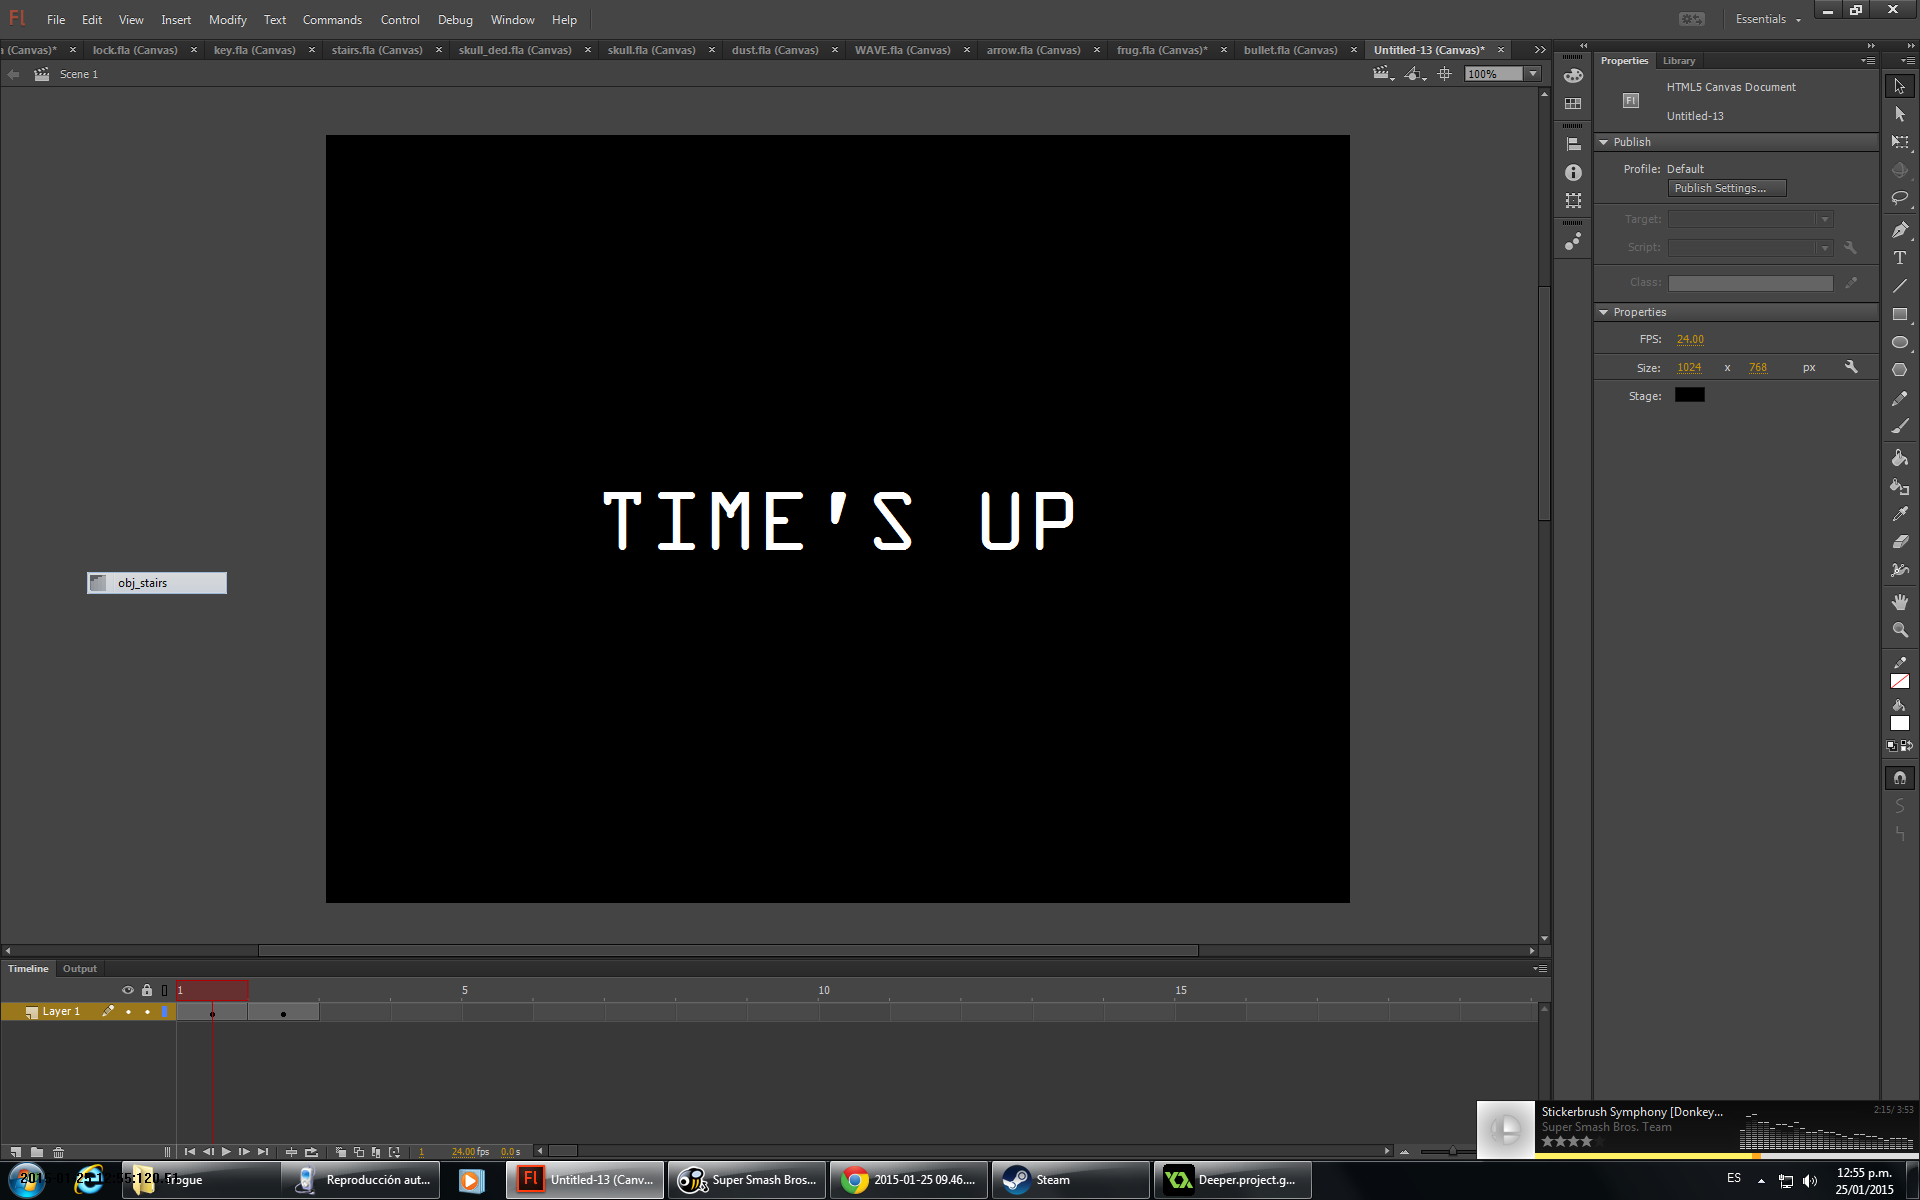 Fl File Edit View Insert Modify Commands Text Control Debug Window Help Essentials
a (Canvas)* lock.fla (Canvas) key.fla (Canvas) stairs.fla (Canvas) skull_ded.fla (Canvas) skull.fla (Canvas) dust.fla (Canvas) WAVE.fla (Canvas) arrow.fla (Canvas) frug.fla (Canvas)* bullet.fla (Canvas) Untitled-13 (Canvas)*
Scene 1
100%
Properties Library
HTML5 Canvas Document
Fl
Untitled-13
Publish
Profile: Default
Publish Settings...
Target:
Script:
Class:
Properties
FPS: 24.00
Size: 1024 x 768 px
Stage:
TIME'S UP
obj_stairs
Timeline Output
1 5 10 15
Layer 1
1 24.00 fps 0.0 s
Stickerbrush Symphony [Donkey... 2:15/ 3:53
Super Smash Bros. Team
2015-01-25 12:55:120.51
Reproducción aut...
Fl Untitled-13 (Canv...
Super Smash Bros...
2015-01-25 09.46....
Steam
Deeper.project.g...
ES
12:55 p.m.
25/01/2015